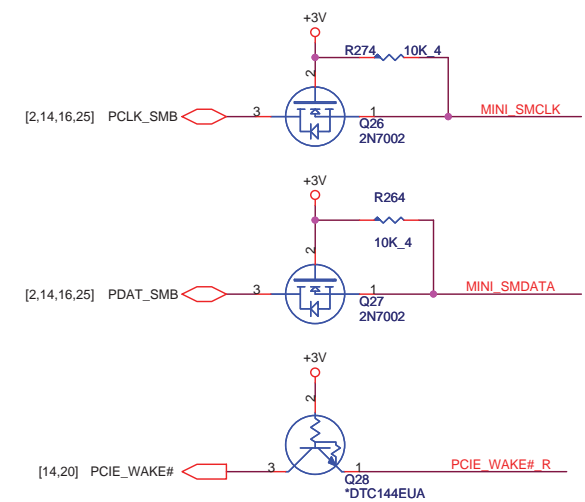 +3V
R274 10K_4
2
[2,14,16,25] PCLK_SMB 3 1 MINI_SMCLK
Q26
2N7002
+3V
R264
10K_4
2
[2,14,16,25] PDAT_SMB 3 1 MINI_SMDATA
Q27
2N7002
+3V
2
[14,20] PCIE_WAKE# 3 1 PCIE_WAKE#_R
Q28
*DTC144EUA